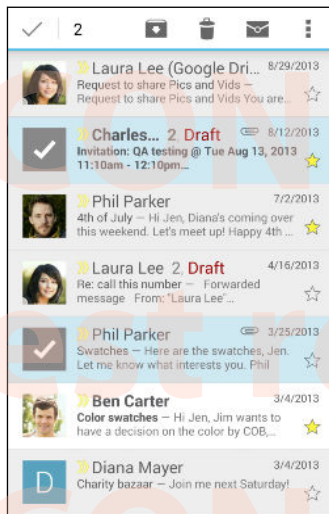 2
Laura Lee (Google Dri... 8/29/2013
Request to share Pics and Vids —
Request to share Pics and Vids You are...
Charles... 2, Draft 8/12/2013
Invitation: QA testing @ Tue Aug 13, 2013
11:10am - 12:10pm...
Phil Parker 7/2/2013
4th of July — Hi Jen, Diana's coming over
this weekend. Let's meet up! Happy 4th ...
Laura Lee 2, Draft 4/16/2013
Re: call this number — Forwarded
message From: "Laura Lee"...
Phil Parker 3/25/2013
Swatches — Here are the swatches, Jen.
Let me know what interests you. Phil
Ben Carter 3/4/2013
Color swatches — Hi Jen, Jim wants to
have a decision on the color by COB,...
D Diana Mayer 3/4/2013
Charity bazaar — Join me next Saturday!